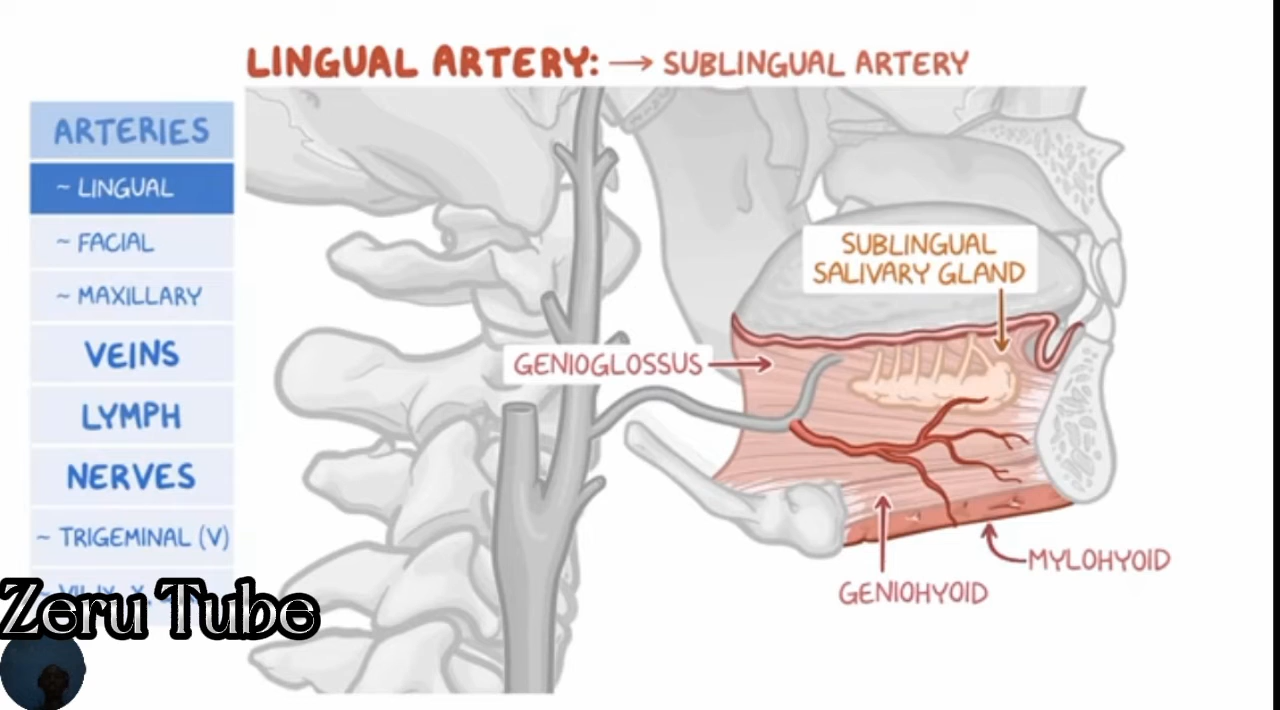 LINGUAL ARTERY: → SUBLINGUAL ARTERY
ARTERIES
~ LINGUAL
~ FACIAL
~ MAXILLARY
VEINS
LYMPH
NERVES
~ TRIGEMINAL (V)
SUBLINGUAL
SALIVARY GLAND
GENIOGLOSSUS
GENIOHYOID
MYLOHYOID
Zeru Tube